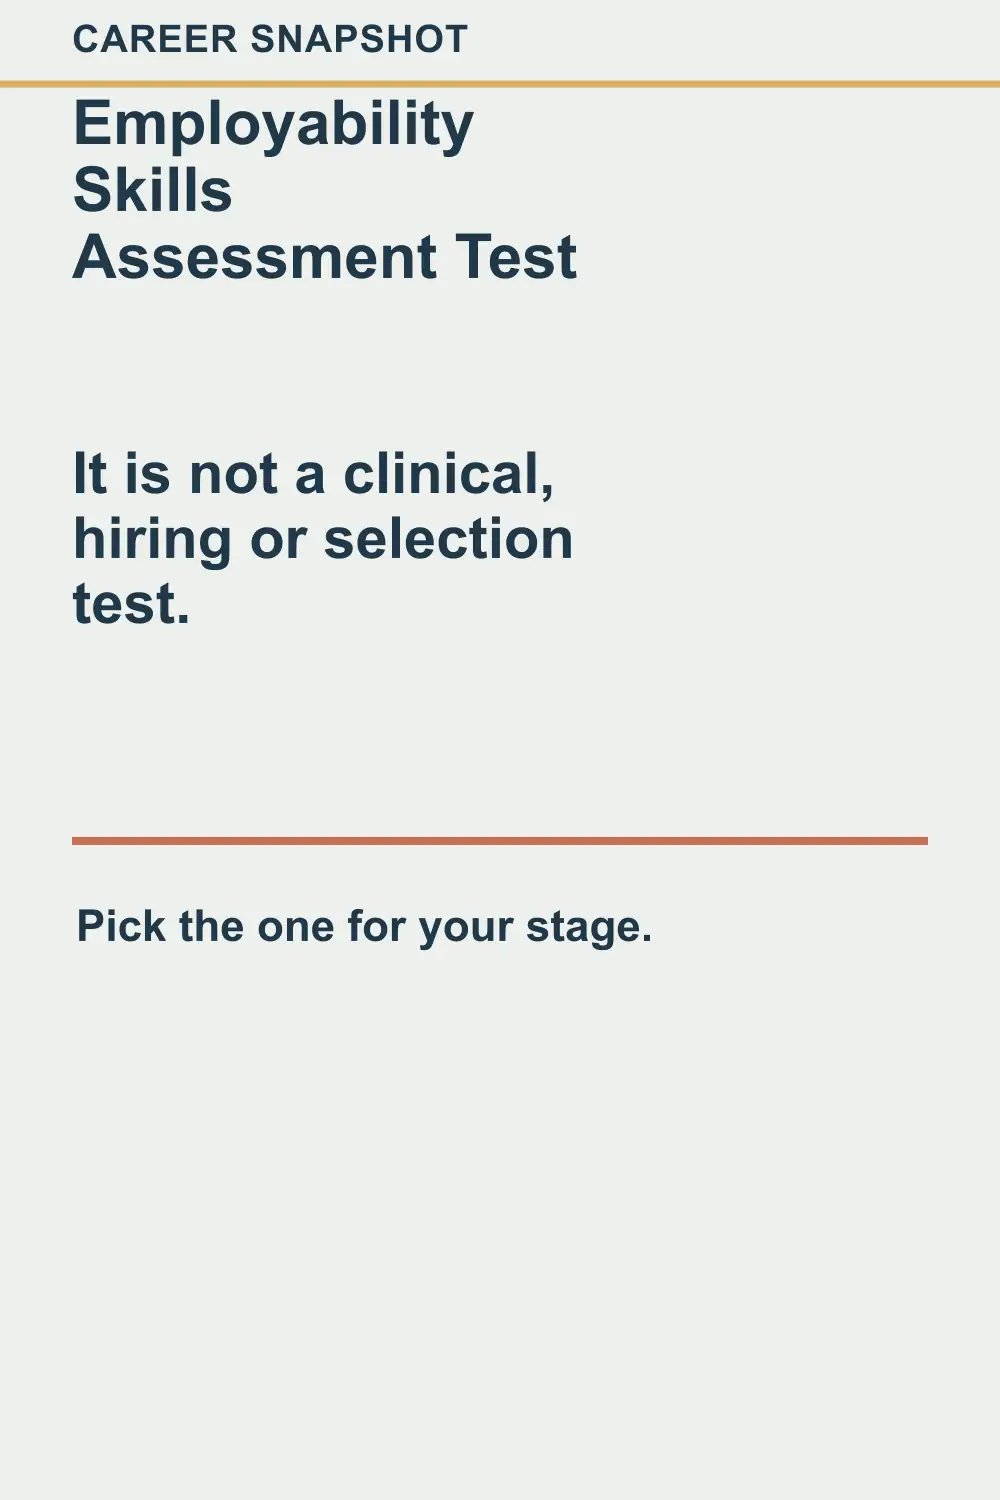 CAREER SNAPSHOT
Employability
Skills
Assessment Test
It is not a clinical,
hiring or selection
test.
Pick the one for your stage.